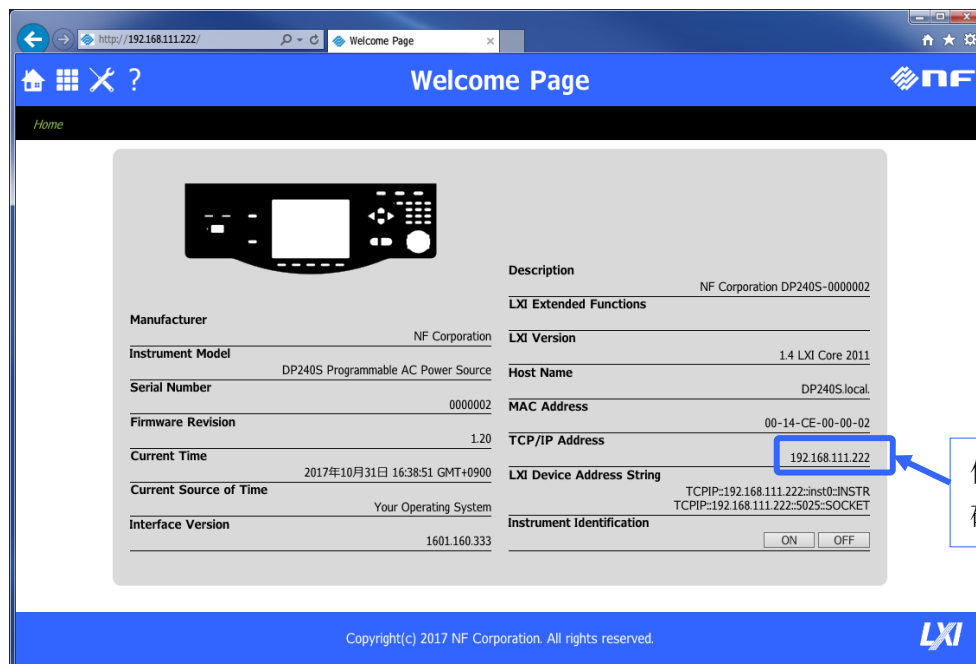 http://192.168.111.222/
Welcome Page
?
Welcome Page
NF
Home
Description
NF Corporation DP240S-0000002
LXI Extended Functions
Manufacturer
NF Corporation
LXI Version
1.4 LXI Core 2011
Instrument Model
DP240S Programmable AC Power Source
Host Name
DP240S.local.
Serial Number
0000002
MAC Address
00-14-CE-00-00-02
Firmware Revision
1.20
TCP/IP Address
192.168.111.222
Current Time
2017年10月31日 16:38:51 GMT+0900
LXI Device Address String
TCPIP::192.168.111.222::inst0::INSTR
TCPIP::192.168.111.222::5025::SOCKET
Current Source of Time
Your Operating System
Instrument Identification
ON OFF
Interface Version
1601.160.333
Copyright(c) 2017 NF Corporation. All rights reserved.
LXI